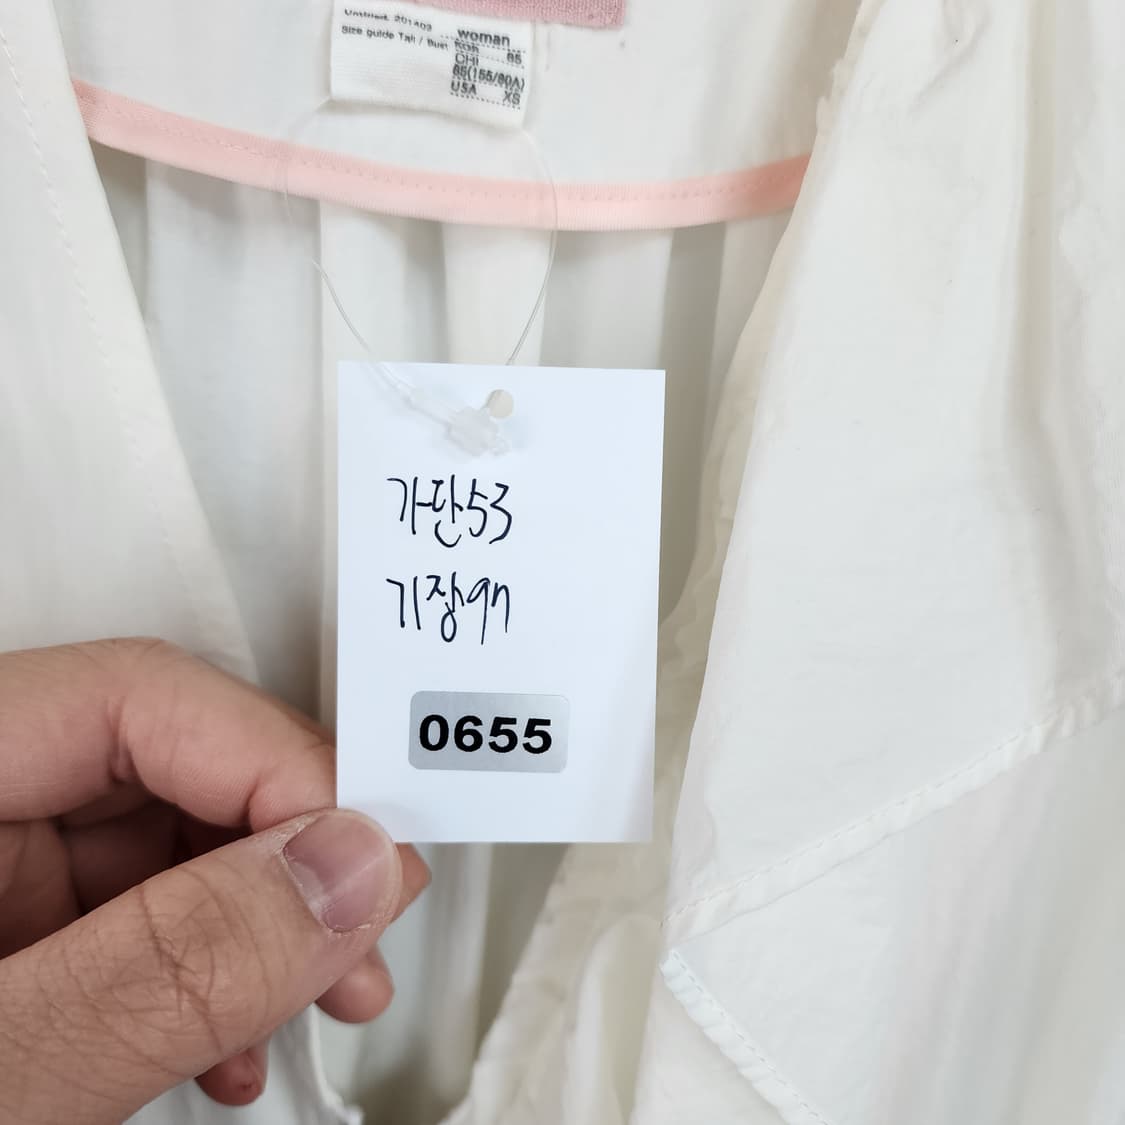 Untitled. 201403
Size guide Tall / Bust
woman
KOR 85
CHI
85(155/80A)
USA XS
가단53
기장97
0655